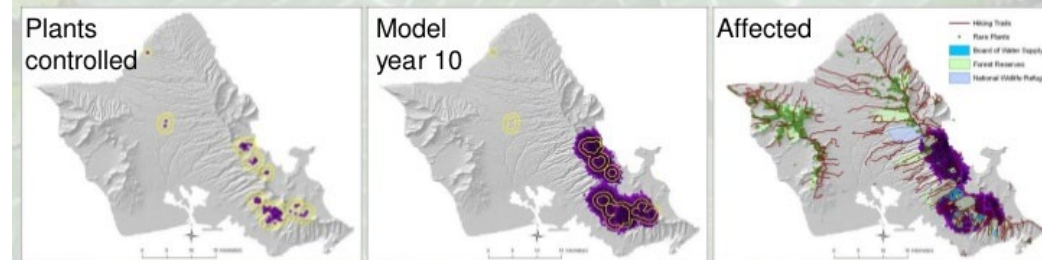 Plants
controlled
Model
year 10
Affected
Hiking Trails
Rare Plants
Board of Water Supply
Forest Reserves
National Wildlife Refug